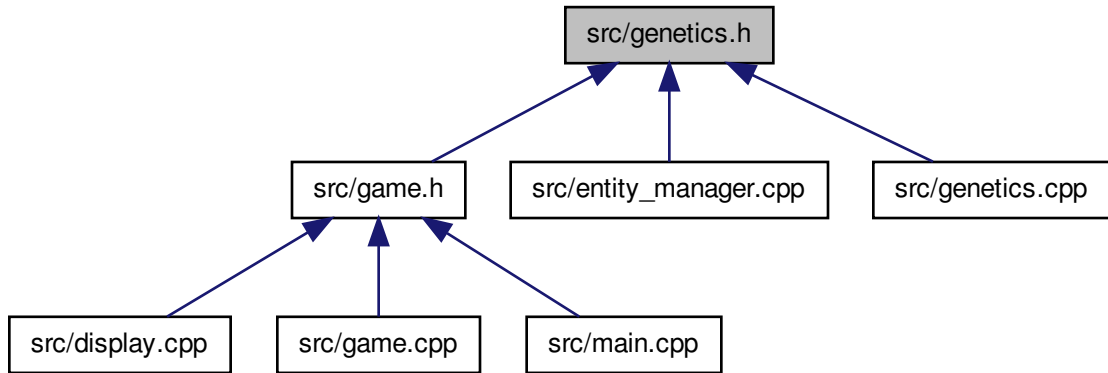 src/genetics.h
src/game.h
src/entity_manager.cpp
src/genetics.cpp
src/display.cpp
src/game.cpp
src/main.cpp